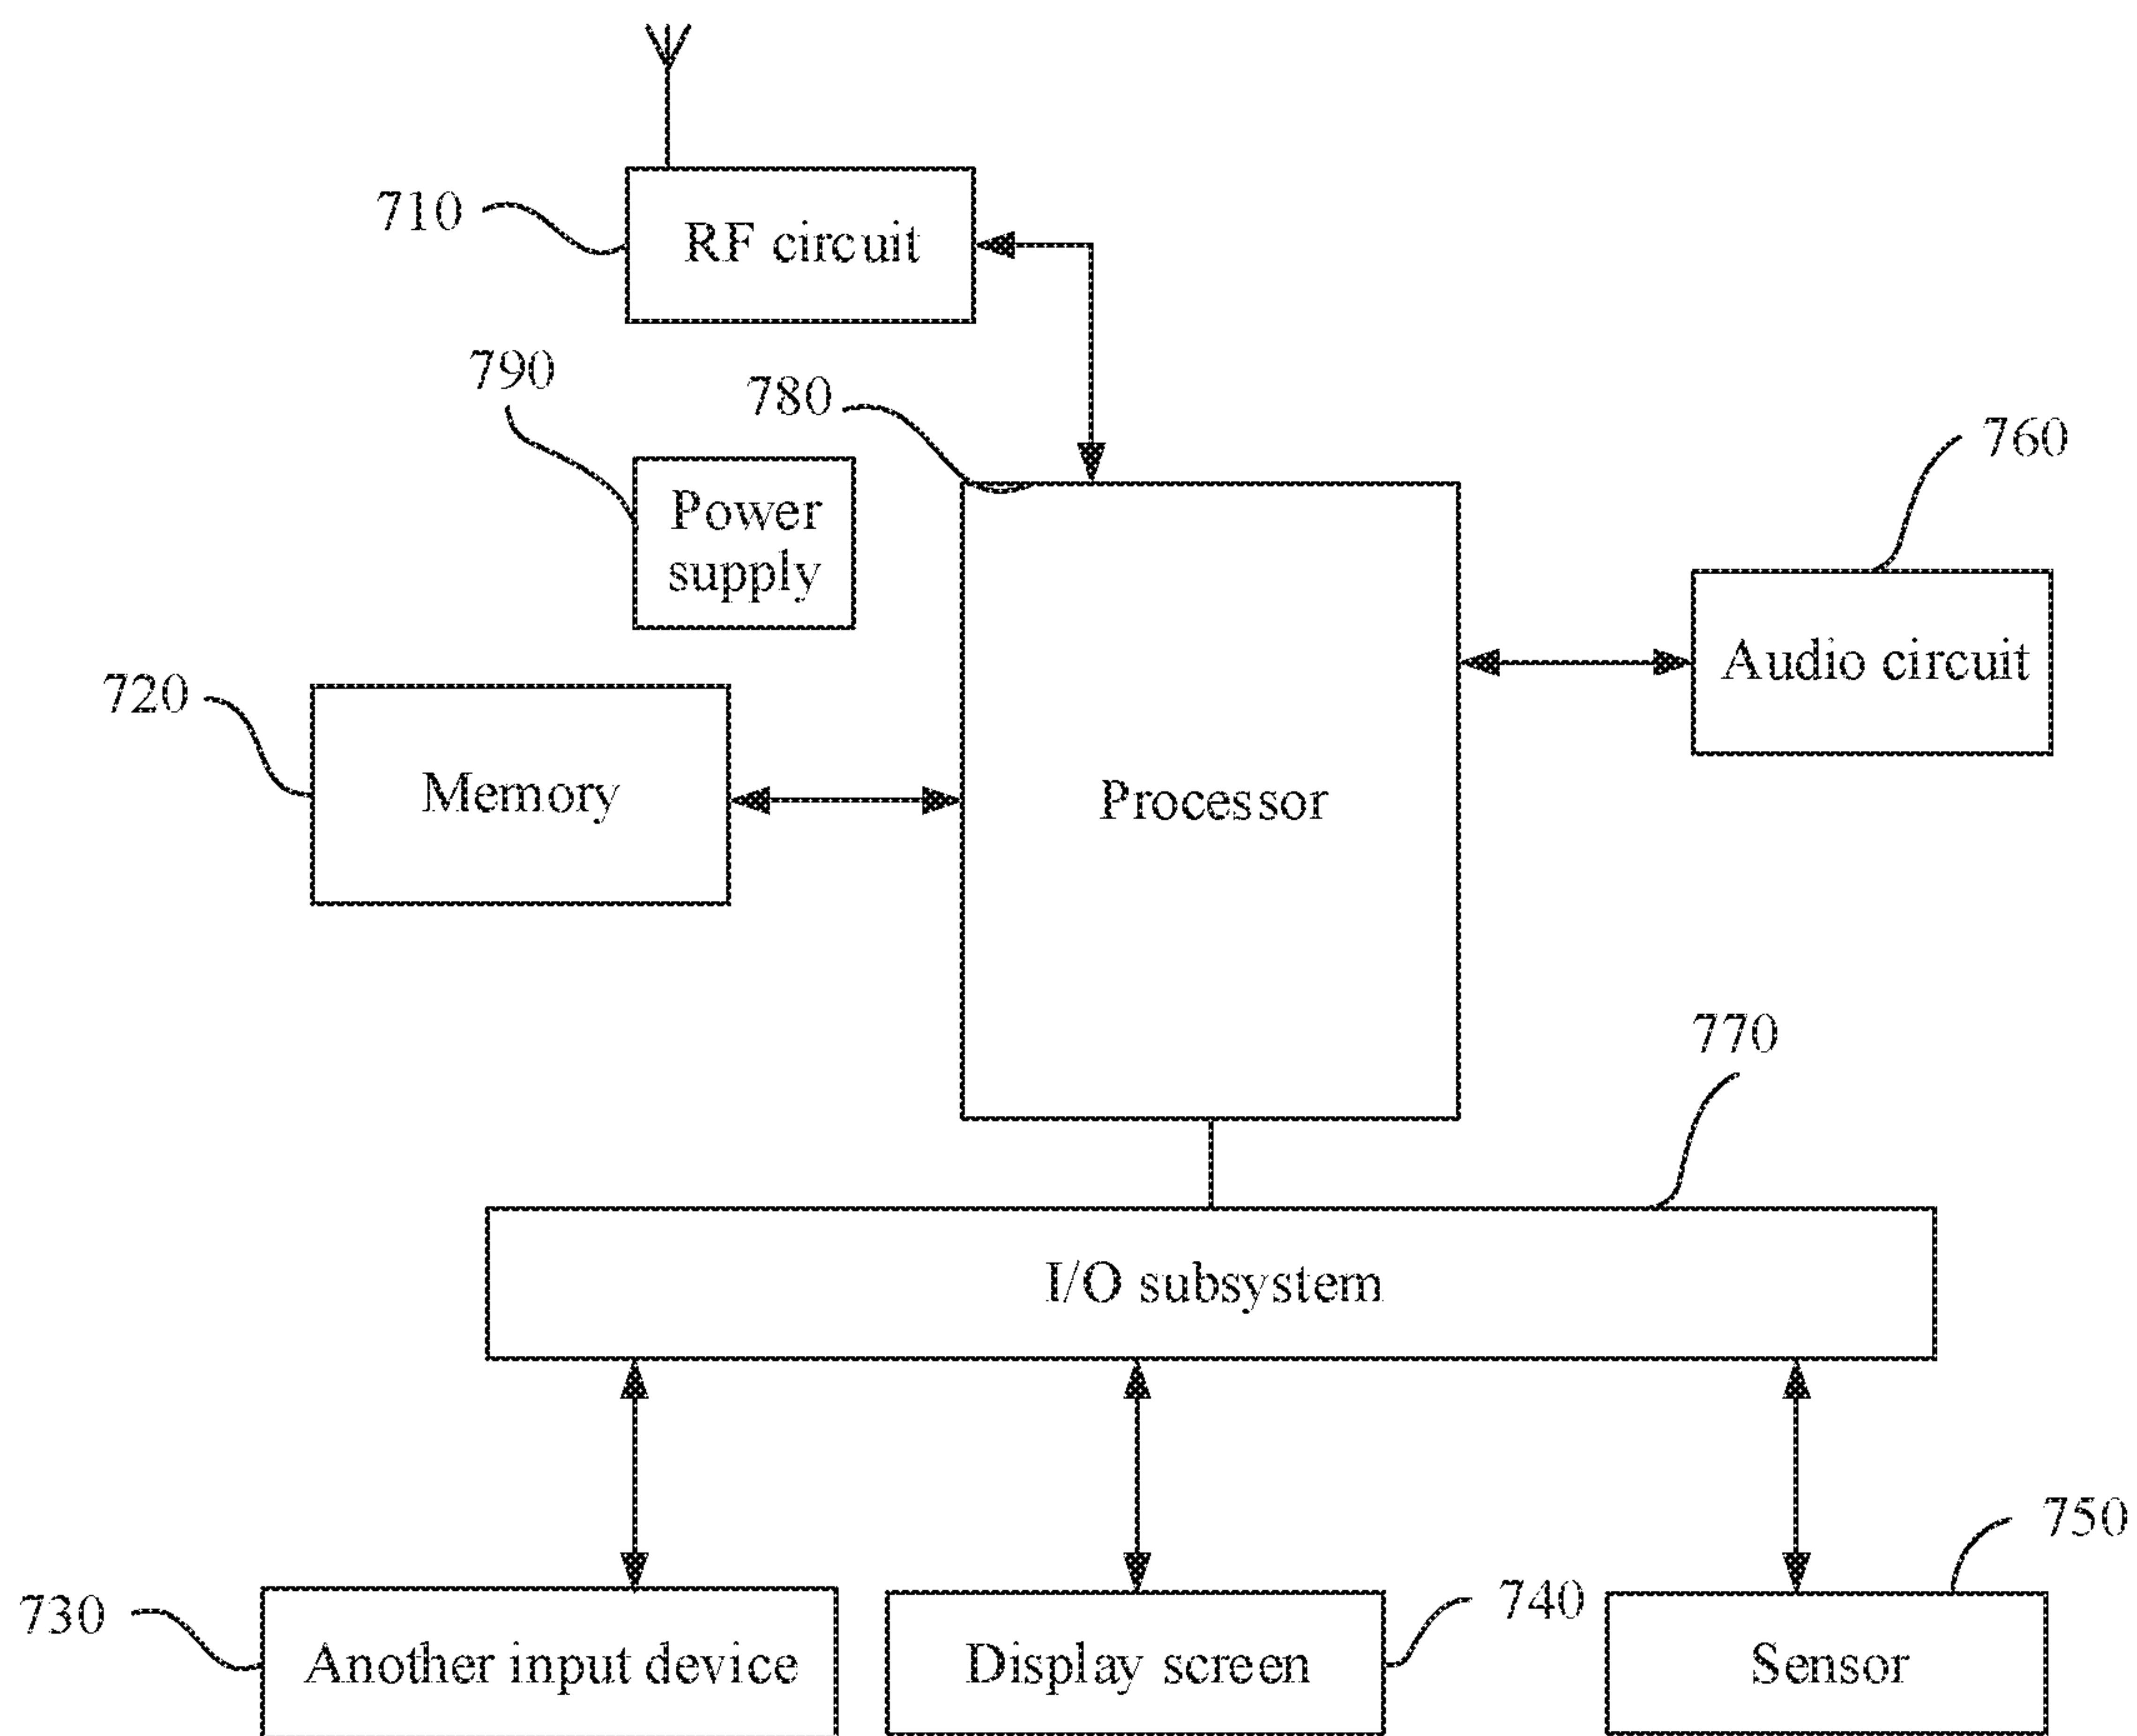 710
RF circuit
790
780
760
Power
supply
Audio circuit
720
Memory
Processor
770
I/O subsystem
750
730
740
Another input device
Display screen
Sensor